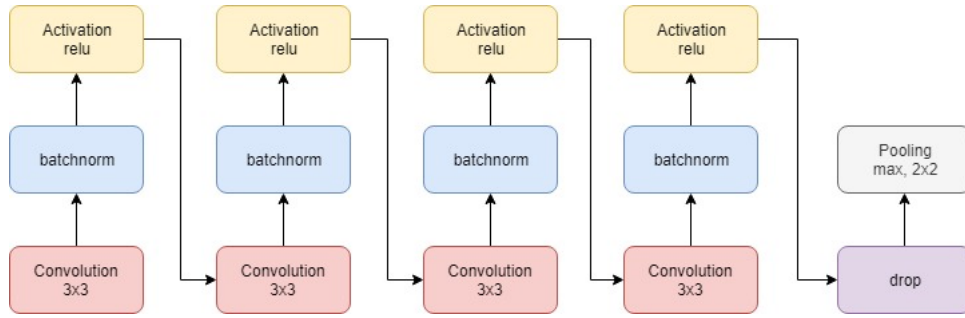 Activation
relu
Activation
relu
Activation
relu
Activation
relu
batchnorm
batchnorm
batchnorm
batchnorm
Pooling
max, 2x2
Convolution
3x3
Convolution
3x3
Convolution
3x3
Convolution
3x3
drop